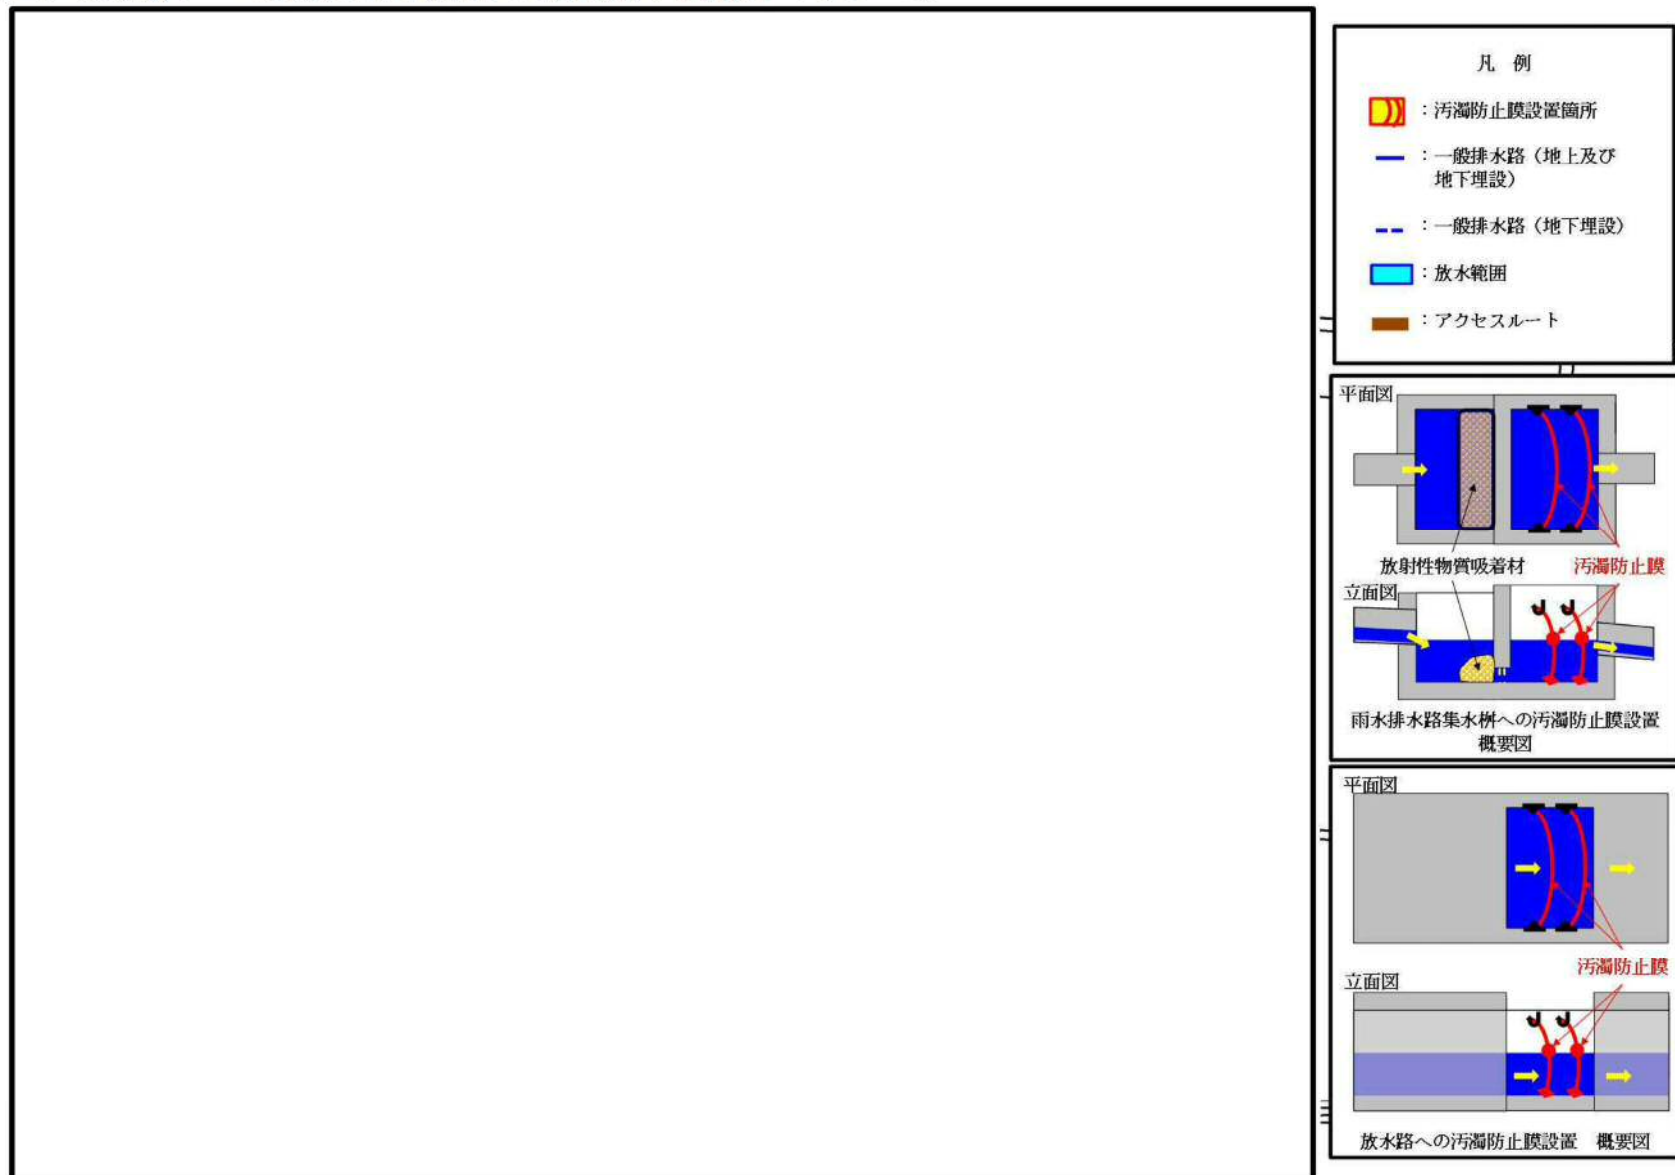 凡 例
：汚濁防止膜設置箇所
：一般排水路（地上及び
地下埋設）
：一般排水路（地下埋設）
：放水範囲
：アクセスルート
平面図
放射性物質吸着材
汚濁防止膜
立面図
雨水排水路集水桝への汚濁防止膜設置
概要図
平面図
汚濁防止膜
立面図
放水路への汚濁防止膜設置 概要図